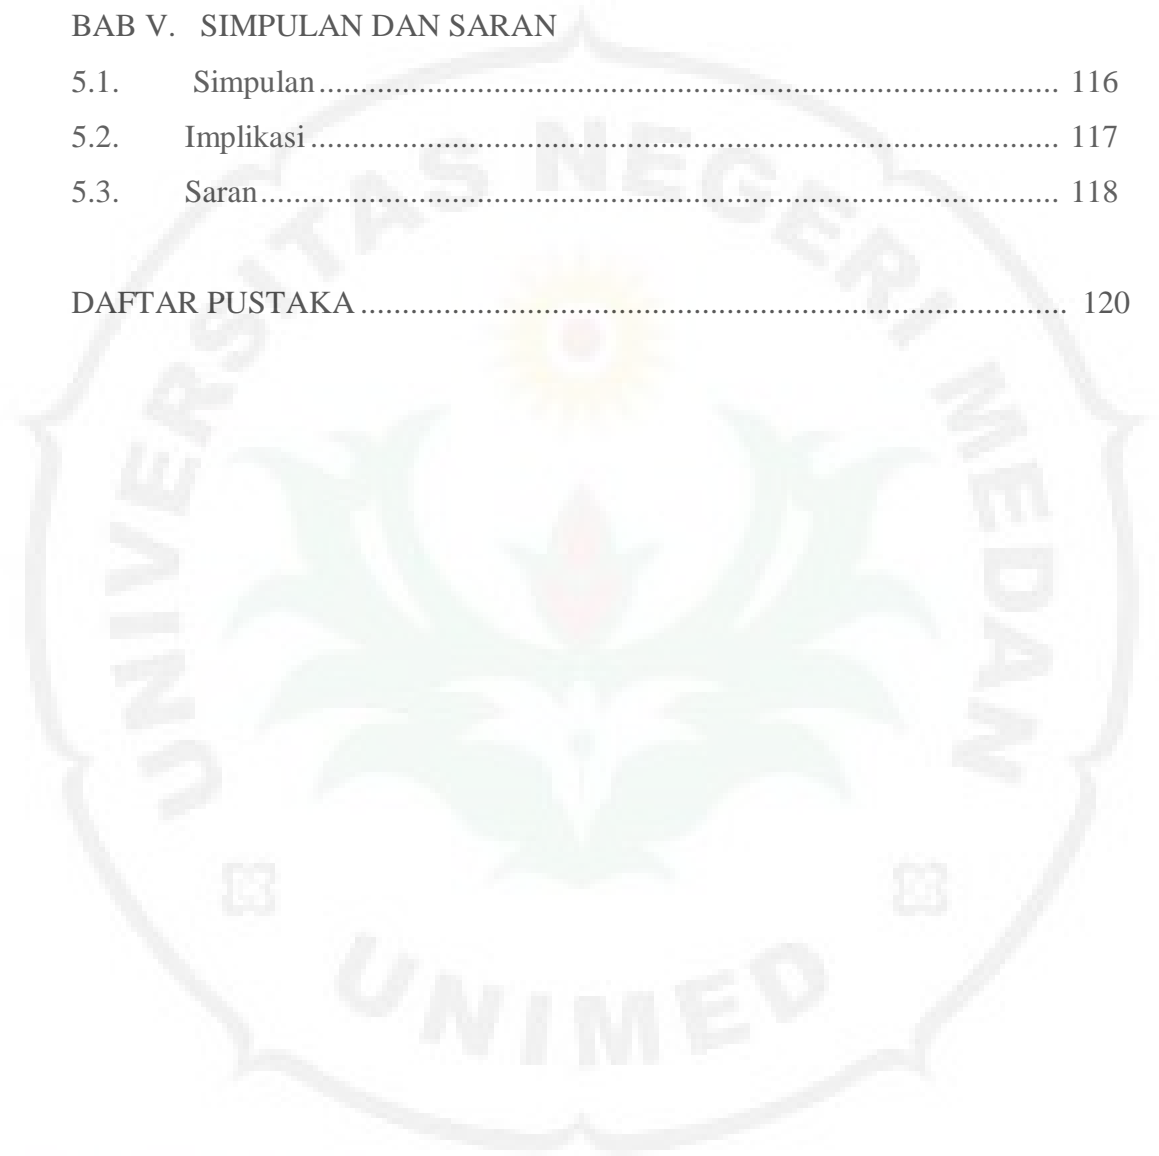 BAB V. SIMPULAN DAN SARAN
5.1. Simpulan ........................................................................................... 116
5.2. Implikasi ............................................................................................ 117
5.3. Saran .................................................................................................. 118
DAFTAR PUSTAKA ...................................................................................... 120
UNIVERSITAS NEGERI MEDAN
UNIMED